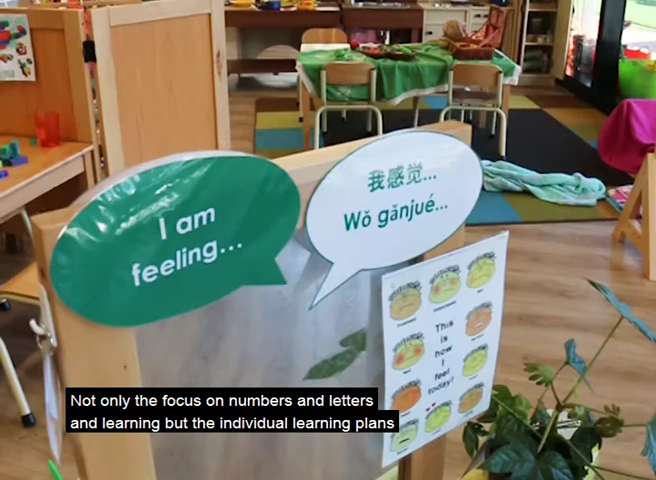 I am
feeling...
我感觉...
Wǒ gǎnjué...
This
is
how
I
feel
today!
Not only the focus on numbers and letters
and learning but the individual learning plans